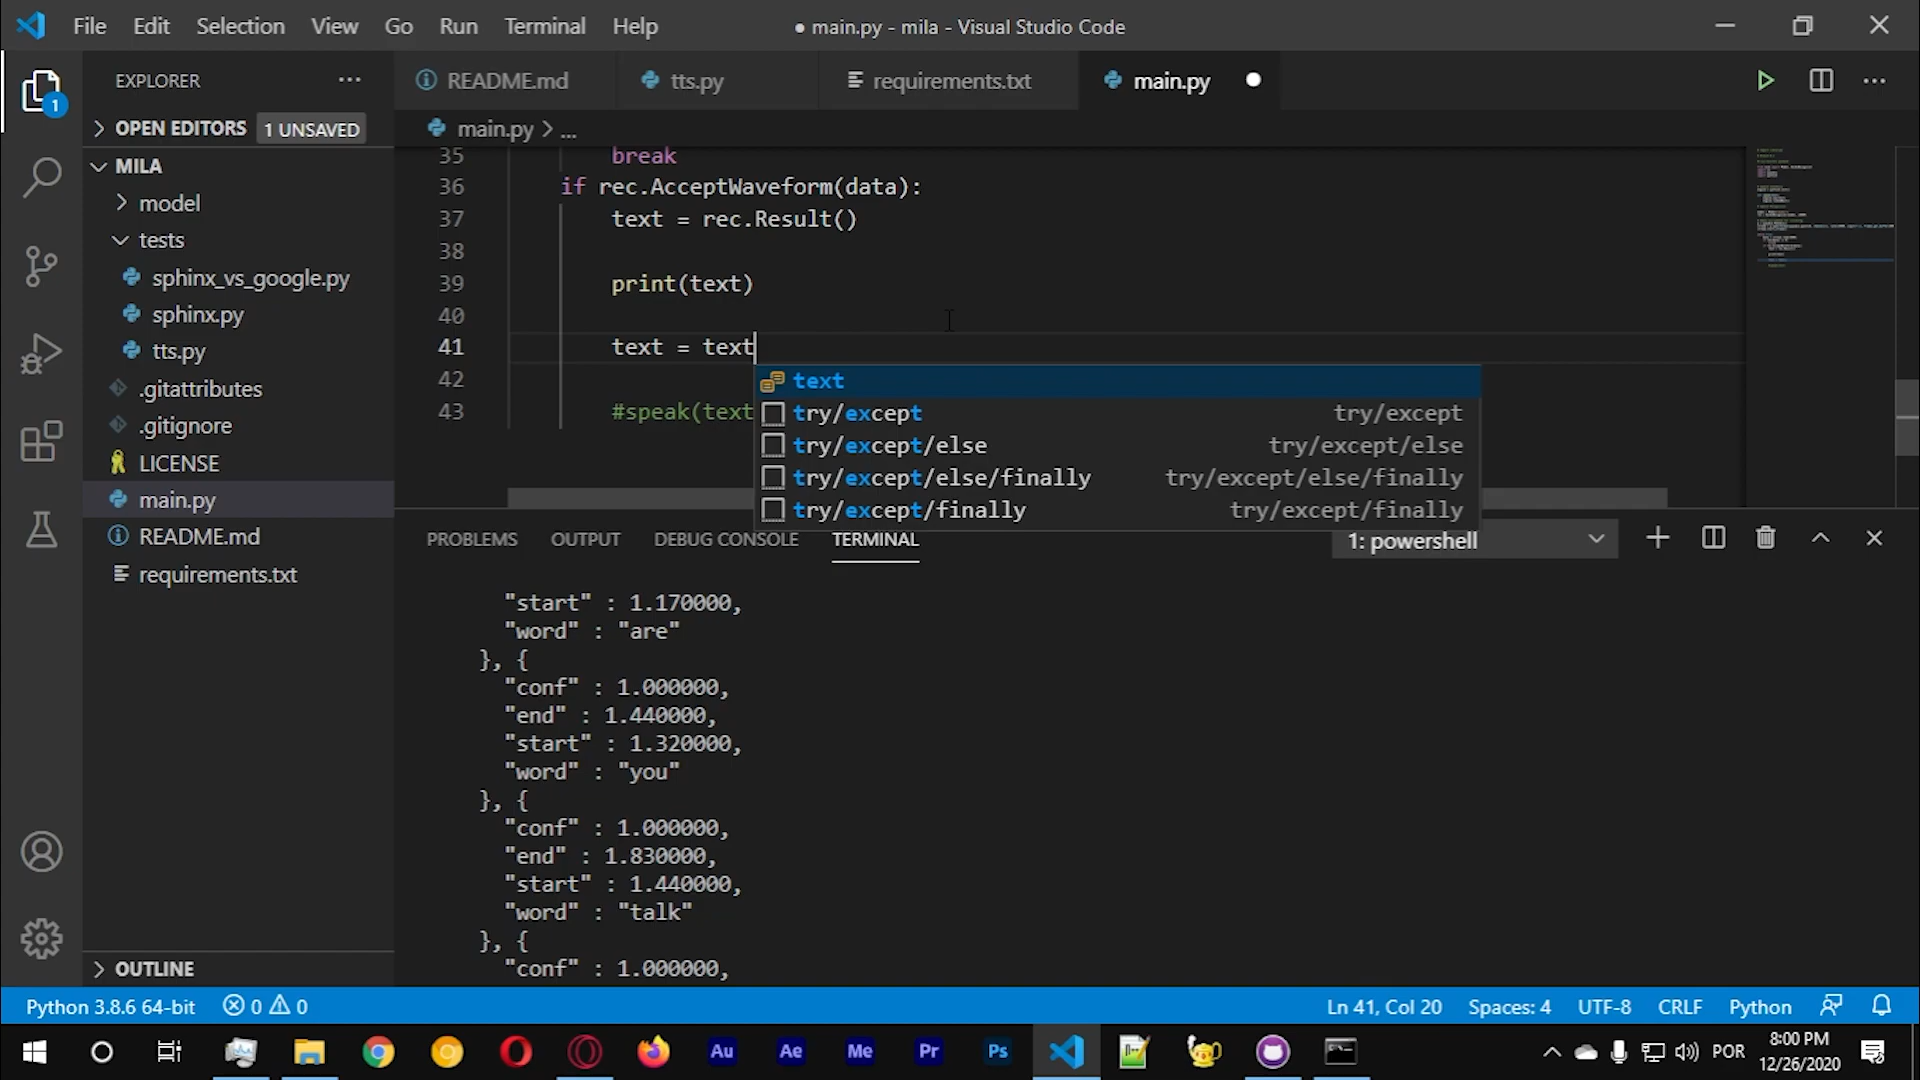 File Edit Selection View Go Run Terminal Help
● main.py - mila - Visual Studio Code
EXPLORER
OPEN EDITORS 1 UNSAVED
MILA
model
tests
sphinx_vs_google.py
sphinx.py
tts.py
.gitattributes
.gitignore
LICENSE
main.py
README.md
requirements.txt
OUTLINE
1
README.md tts.py requirements.txt main.py
main.py > ...
35 break
36 if rec.AcceptWaveform(data):
37 text = rec.Result()
38
39 print(text)
40
41 text = text
42
43 #speak(text
text
try/except try/except
try/except/else try/except/else
try/except/else/finally try/except/else/finally
try/except/finally try/except/finally
PROBLEMS OUTPUT DEBUG CONSOLE TERMINAL 1: powershell
"start" : 1.170000,
"word" : "are"
}, {
"conf" : 1.000000,
"end" : 1.440000,
"start" : 1.320000,
"word" : "you"
}, {
"conf" : 1.000000,
"end" : 1.830000,
"start" : 1.440000,
"word" : "talk"
}, {
"conf" : 1.000000,
Python 3.8.6 64-bit 0 0 Ln 41, Col 20 Spaces: 4 UTF-8 CRLF Python
Au Ae Me Pr Ps POR 8:00 PM
12/26/2020